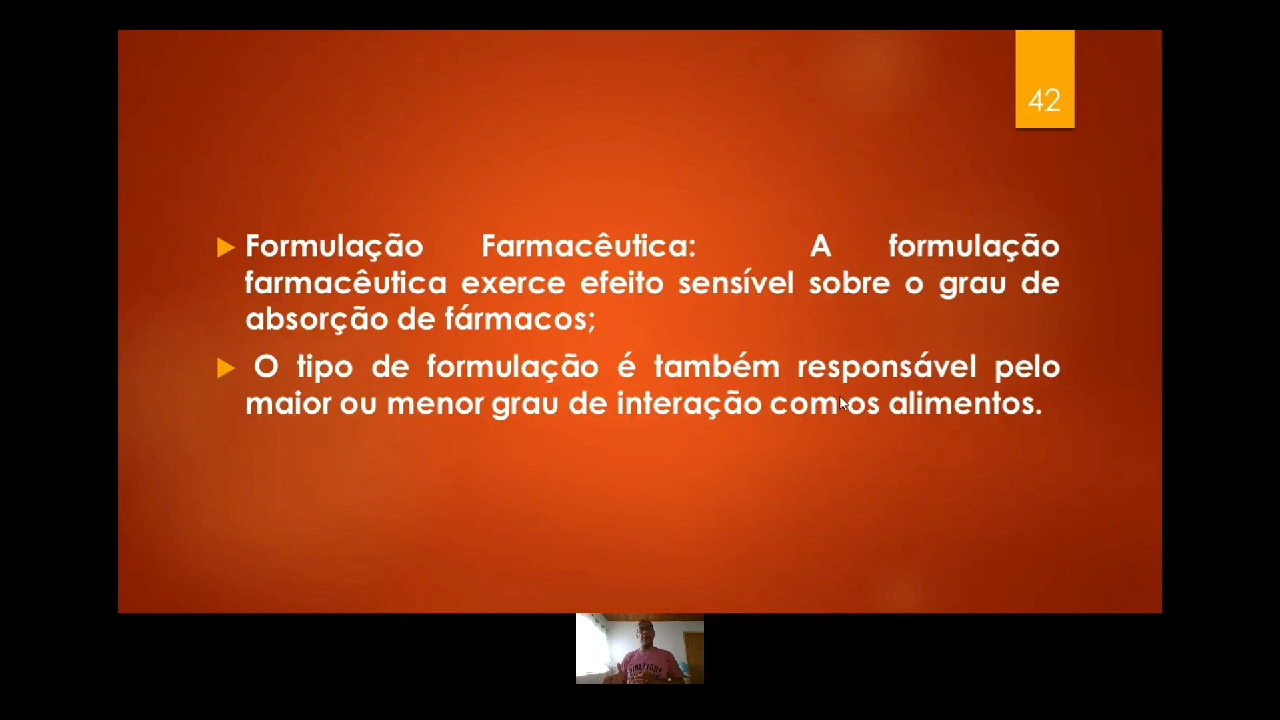 42
Formulação Farmacêutica: A formulação
farmacêutica exerce efeito sensível sobre o grau de
absorção de fármacos;
O tipo de formulação é também responsável pelo
maior ou menor grau de interação com os alimentos.